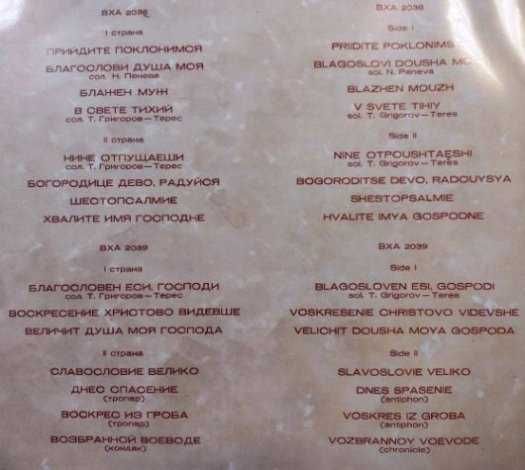 ВХА 2038
I страна
ПРИЙДИТЕ ПОКЛОНИМСЯ
БЛАГОСЛОВИ ДУША МОЯ
сол. Н. Пенева
БЛАЖЕН МУЖ
В СВЕТЕ ТИХИЙ
сол. Т. Григоров—Терес
II страна
НИНЕ ОТПУЩАЕШИ
сол. Т. Григоров—Терес
БОГОРОДИЦЕ ДЕВО, РАДУЙСЯ
ШЕСТОПСАЛМИЕ
ХВАЛИТЕ ИМЯ ГОСПОДНЕ
ВХА 2039
I страна
БЛАГОСЛОВЕН ЕСИ, ГОСПОДИ
сол. Т. Григоров—Терес
ВОСКРЕСЕНИЕ ХРИСТОВО ВИДЕВШЕ
ВЕЛИЧИТ ДУША МОЯ ГОСПОДА
II страна
СЛАВОСЛОВИЕ ВЕЛИКО
ДНЕС СПАСЕНИЕ
(тропар)
ВОСКРЕС ИЗ ГРОБА
(тропар)
ВОЗБРАННОЙ ВОЕВОДЕ
(кондак)
ВХА 2038
Side I
PRIIDITE POKLONIMS
BLAGOSLOVI DOUSHA MO
sol. N. Peneva
BLAZHEN MOUZH
V SVETE TIHIY
sol. T. Grigorov—Teres
Side II
NINE OTPOUSHTAESHI
sol. T. Grigorov—Teres
BOGORODITSE DEVO, RADOUYSYA
SHESTOPSALMIE
HVALITE IMYA GOSPODNE
ВХА 2039
Side I
BLAGOSLOVEN ESI, GOSPODI
sol. T. Grigorov—Teres
VOSKRESENIE CHRISTOVO VIDEVSHE
VELICHIT DOUSHA MOYA GOSPODA
Side II
SLAVOSLOVIE VELIKO
DNES SPASENIE
(antiphon)
VOSKRES IZ GROBA
(antiphon)
VOZBRANNOY VOEVODE
(chronicle)